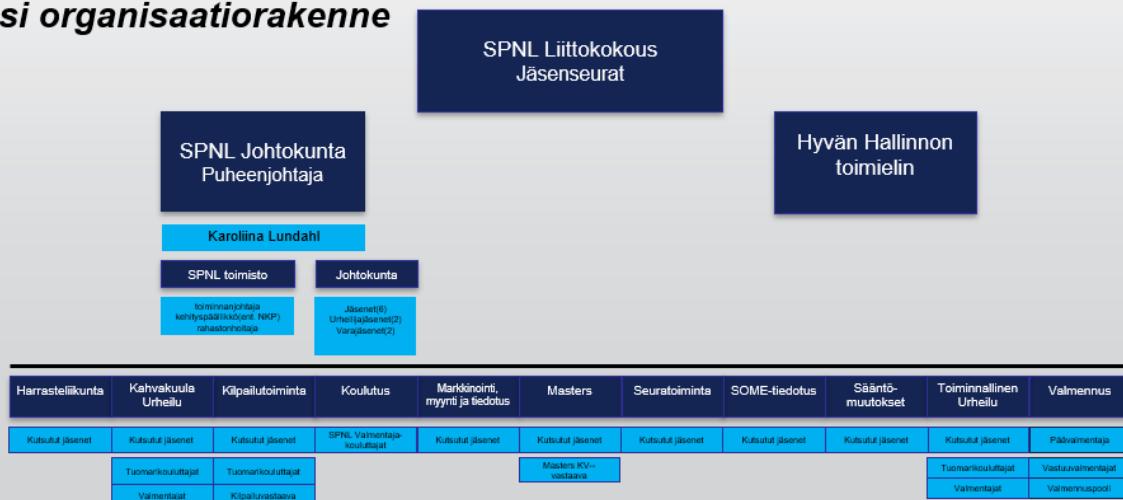 si organisaatiorakenne
SPNL Liittokokous
Jäsenseurat
SPNL Johtokunta
Puheenjohtaja
Hyvän Hallinnon
toimielin
Karoliina Lundahl
SPNL toimisto
Johtokunta
toiminnanjohtaja
kehityspäällikkö(ent. NKP)
rahastonhoitaja
Jäsenet(6)
Urheilijajäsenet(2)
Varajäsenet(2)
Harrasteliikunta
Kahvakuula
Urheilu
Kilpailutoiminta
Koulutus
Markkinointi,
myynti ja tiedotus
Masters
Seuratoiminta
SOME-tiedotus
Sääntö-
muutokset
Toiminnallinen
Urheilu
Valmennus
Kutsutut jäsenet
Kutsutut jäsenet
Kutsutut jäsenet
SPNL Valmentaja-
kouluttajat
Kutsutut jäsenet
Kutsutut jäsenet
Kutsutut jäsenet
Kutsutut jäsenet
Kutsutut jäsenet
Kutsutut jäsenet
Päävalmentaja
Tuomarikouluttajat
Tuomarikouluttajat
Masters KV--
vastaava
Tuomarikouluttajat
Vastuuvalmentajat
Valmentajat
Kilpailuvastaava
Valmentajat
Valmennuspooli